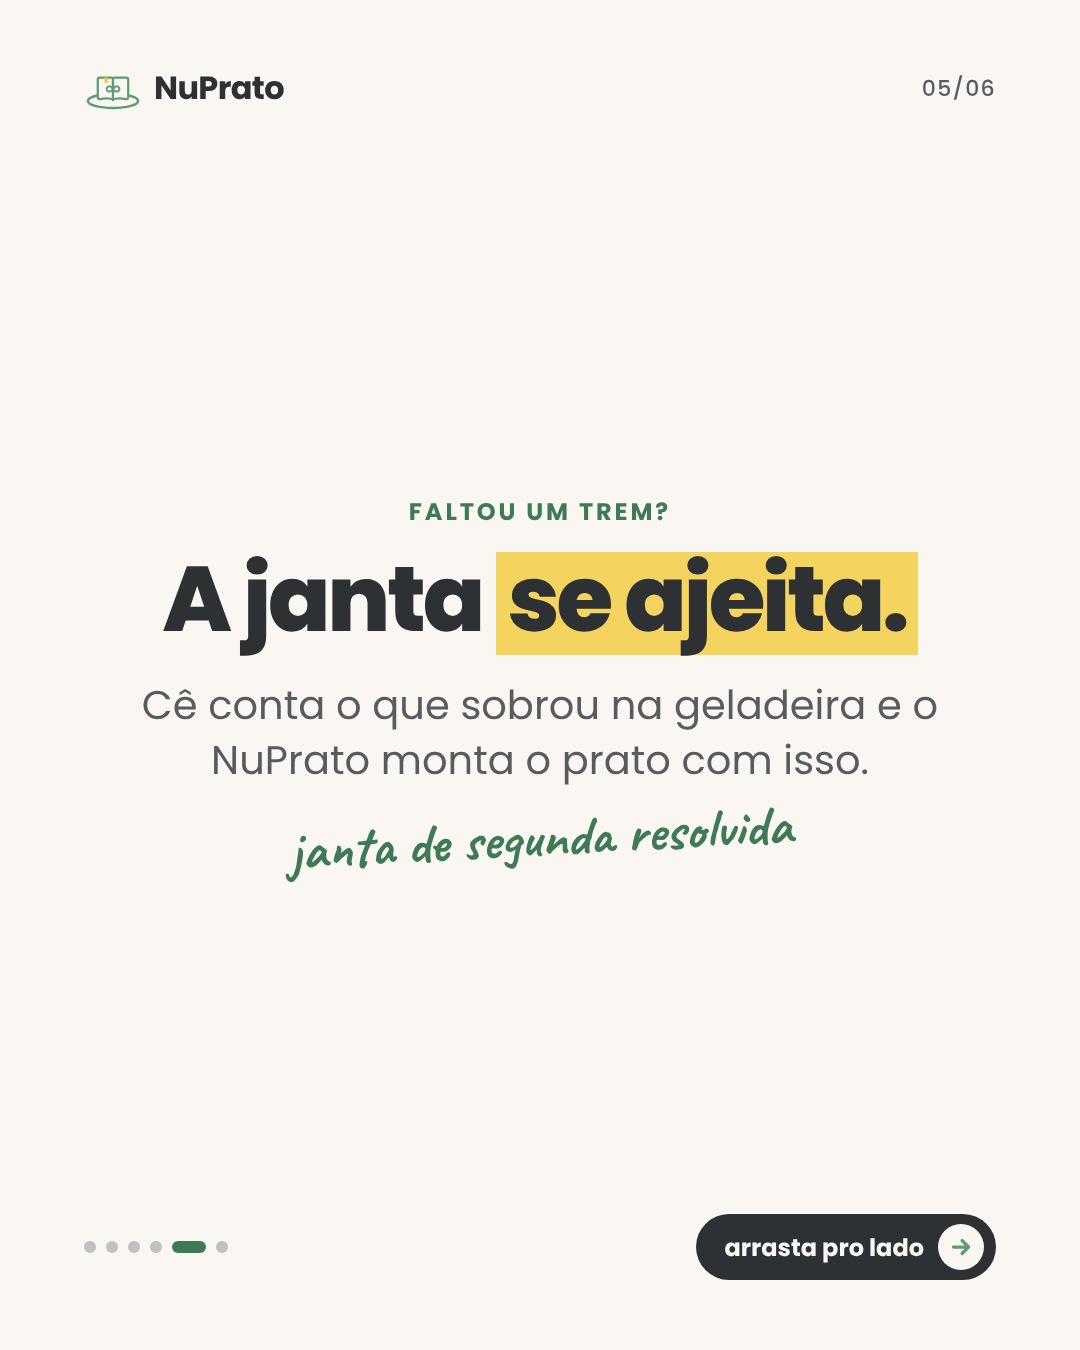 NuPrato
05/06
FALTOU UM TREM?
A janta se ajeita.
Cê conta o que sobrou na geladeira e o
NuPrato monta o prato com isso.
janta de segunda resolvida
arrasta pro lado